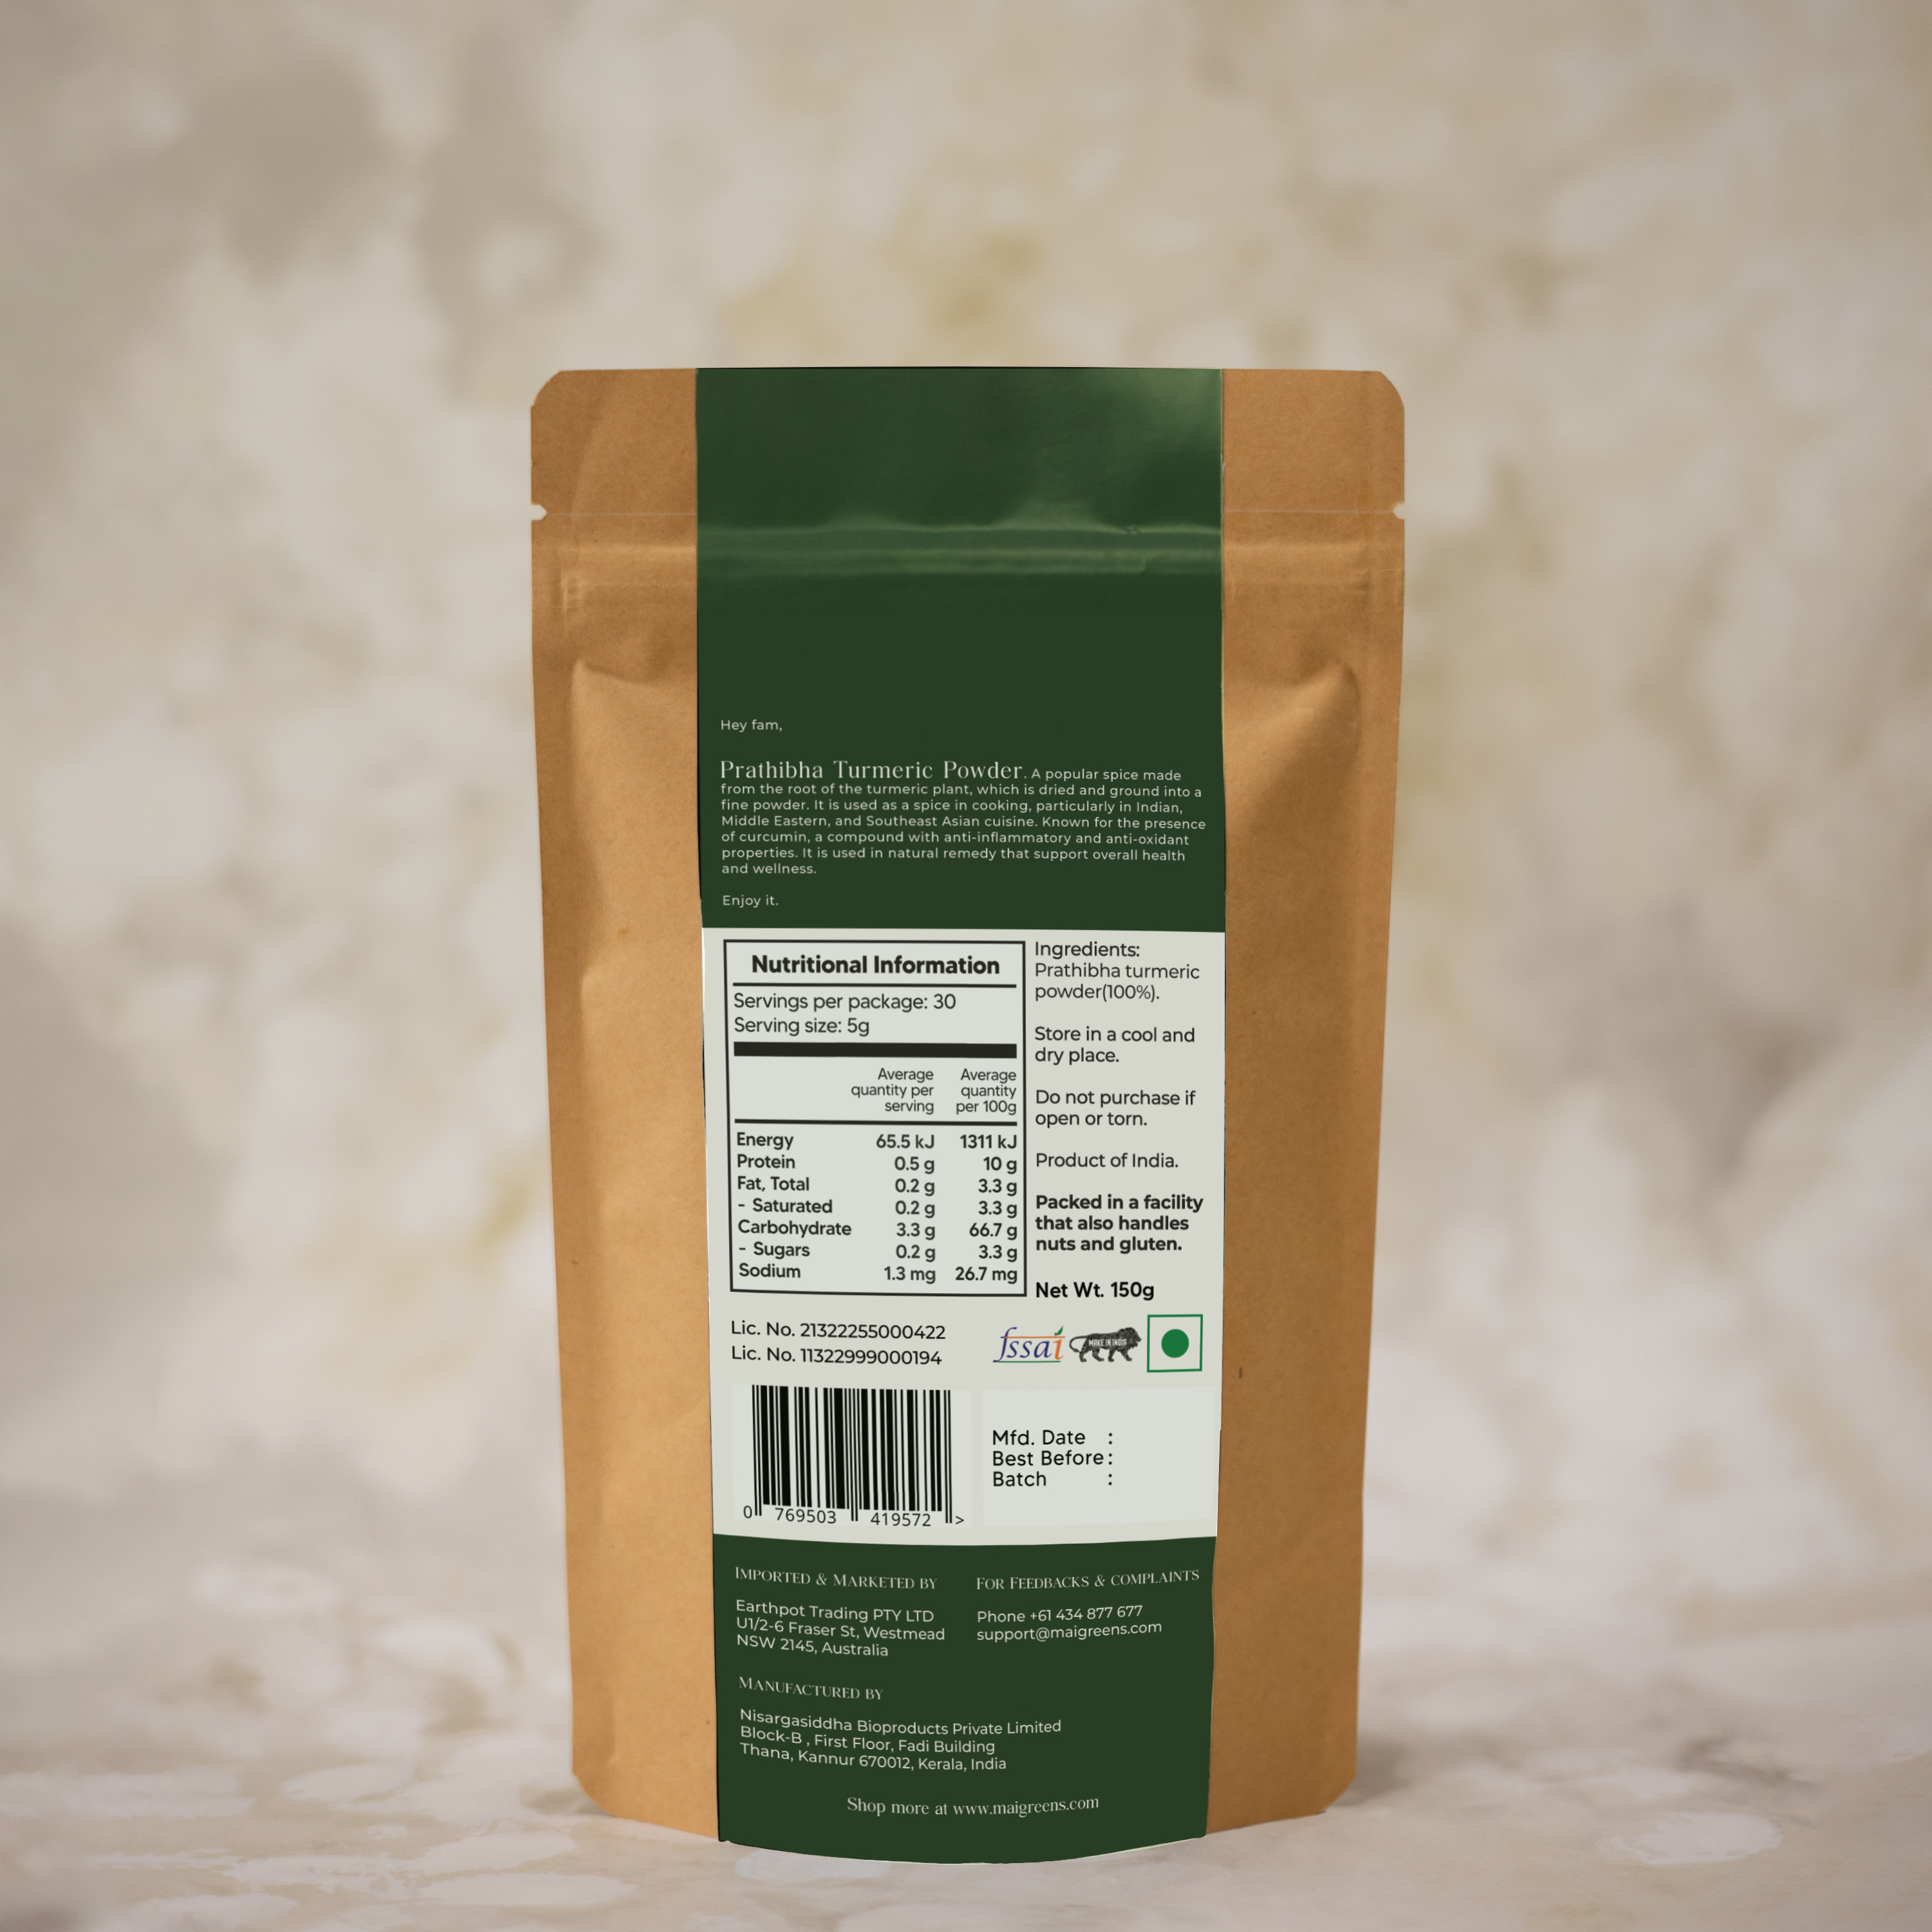 Hey fam,
Prathibha Turmeric Powder. A popular spice made
from the root of the turmeric plant, which is dried and ground into a
fine powder. It is used as a spice in cooking, particularly in Indian,
Middle Eastern, and Southeast Asian cuisine. Known for the presence
of curcumin, a compound with anti-inflammatory and anti-oxidant
properties. It is used in natural remedy that support overall health
and wellness.
Enjoy it.
Nutritional Information
Servings per package: 30
Serving size: 5g
Average quantity per serving
Average quantity per 100g
Energy 65.5 kJ 1311 kJ
Protein 0.5 g 10 g
Fat, Total 0.2 g 3.3 g
- Saturated 0.2 g 3.3 g
Carbohydrate 3.3 g 66.7 g
- Sugars 0.2 g 3.3 g
Sodium 1.3 mg 26.7 mg
Ingredients:
Prathibha turmeric
powder(100%).
Store in a cool and
dry place.
Do not purchase if
open or torn.
Product of India.
Packed in a facility
that also handles
nuts and gluten.
Net Wt. 150g
Lic. No. 21322255000422
Lic. No. 11322999000194
fssai
MAKE IN INDIA
0 769503 419572 >
Mfd. Date :
Best Before :
Batch :
Imported & Marketed by
Earthpot Trading PTY LTD
U1/2-6 Fraser St, Westmead
NSW 2145, Australia
For Feedbacks & complaints
Phone +61 434 877 677
support@maigreens.com
Manufactured by
Nisargasiddha Bioproducts Private Limited
Block-B , First Floor, Fadi Building
Thana, Kannur 670012, Kerala, India
Shop more at www.maigreens.com